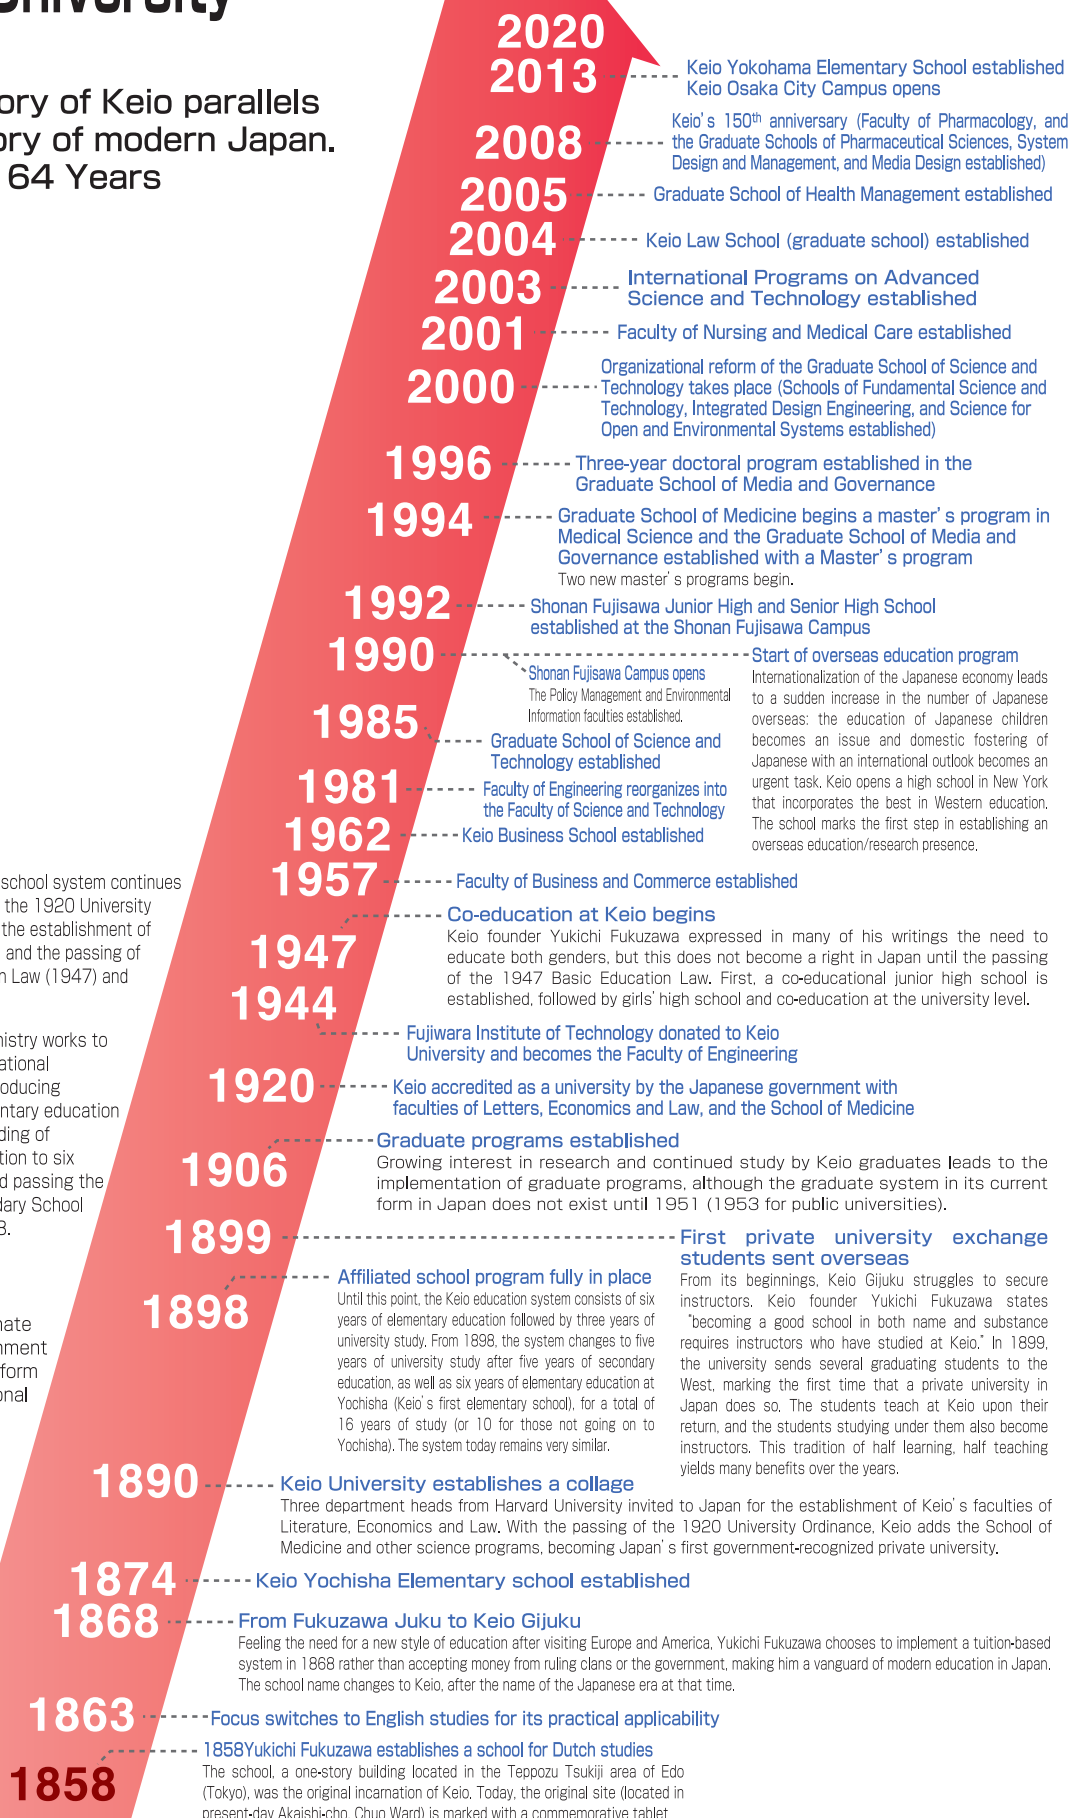 University
ory of Keio parallels
ory of modern Japan.
64 Years
2020
2013
Keio Yokohama Elementary School established
Keio Osaka City Campus opens
2008
Keio's 150th anniversary (Faculty of Pharmacology, and
the Graduate Schools of Pharmaceutical Sciences, System
Design and Management, and Media Design established)
2005
Graduate School of Health Management established
2004
Keio Law School (graduate school) established
2003
International Programs on Advanced
Science and Technology established
2001
Faculty of Nursing and Medical Care established
2000
Organizational reform of the Graduate School of Science and
Technology takes place (Schools of Fundamental Science and
Technology, Integrated Design Engineering, and Science for
Open and Environmental Systems established)
1996
Three-year doctoral program established in the
Graduate School of Media and Governance
1994
Graduate School of Medicine begins a master's program in
Medical Science and the Graduate School of Media and
Governance established with a Master's program
Two new master's programs begin.
1992
Shonan Fujisawa Junior High and Senior High School
established at the Shonan Fujisawa Campus
1990
Shonan Fujisawa Campus opens
The Policy Management and Environmental
Information faculties established.
Start of overseas education program
Internationalization of the Japanese economy leads
to a sudden increase in the number of Japanese
overseas: the education of Japanese children
becomes an issue and domestic fostering of
Japanese with an international outlook becomes an
urgent task. Keio opens a high school in New York
that incorporates the best in Western education.
The school marks the first step in establishing an
overseas education/research presence.
1985
Graduate School of Science and
Technology established
1981
Faculty of Engineering reorganizes into
the Faculty of Science and Technology
1962
Keio Business School established
1957
Faculty of Business and Commerce established
school system continues
the 1920 University
the establishment of
and the passing of
n Law (1947) and
1947
Co-education at Keio begins
Keio founder Yukichi Fukuzawa expressed in many of his writings the need to
educate both genders, but this does not become a right in Japan until the passing
of the 1947 Basic Education Law. First, a co-educational junior high school is
established, followed by girls' high school and co-education at the university level.
1944
Fujiwara Institute of Technology donated to Keio
University and becomes the Faculty of Engineering
nistry works to
ational
oducing
entary education
ding of
tion to six
d passing the
dary School
3.
1920
Keio accredited as a university by the Japanese government with
faculties of Letters, Economics and Law, and the School of Medicine
1906
Graduate programs established
Growing interest in research and continued study by Keio graduates leads to the
implementation of graduate programs, although the graduate system in its current
form in Japan does not exist until 1951 (1953 for public universities).
1899
First private university exchange
students sent overseas
From its beginnings, Keio Gijuku struggles to secure
instructors. Keio founder Yukichi Fukuzawa states
"becoming a good school in both name and substance
requires instructors who have studied at Keio." In 1899,
the university sends several graduating students to the
West, marking the first time that a private university in
Japan does so. The students teach at Keio upon their
return, and the students studying under them also become
instructors. This tradition of half learning, half teaching
yields many benefits over the years.
1898
Affiliated school program fully in place
Until this point, the Keio education system consists of six
years of elementary education followed by three years of
university study. From 1898, the system changes to five
years of university study after five years of secondary
education, as well as six years of elementary education at
Yochisha (Keio's first elementary school), for a total of
16 years of study (or 10 for those not going on to
Yochisha). The system today remains very similar.
nate
nment
form
onal
1890
Keio University establishes a collage
Three department heads from Harvard University invited to Japan for the establishment of Keio's faculties of
Literature, Economics and Law. With the passing of the 1920 University Ordinance, Keio adds the School of
Medicine and other science programs, becoming Japan's first government-recognized private university.
1874
Keio Yochisha Elementary school established
1868
From Fukuzawa Juku to Keio Gijuku
Feeling the need for a new style of education after visiting Europe and America, Yukichi Fukuzawa chooses to implement a tuition-based
system in 1868 rather than accepting money from ruling clans or the government, making him a vanguard of modern education in Japan.
The school name changes to Keio, after the name of the Japanese era at that time.
1863
Focus switches to English studies for its practical applicability
1858
1858Yukichi Fukuzawa establishes a school for Dutch studies
The school, a one-story building located in the Teppozu Tsukiji area of Edo
(Tokyo), was the original incarnation of Keio. Today, the original site (located in
present-day Akaishi-cho, Chuo Ward) is marked with a commemorative tablet